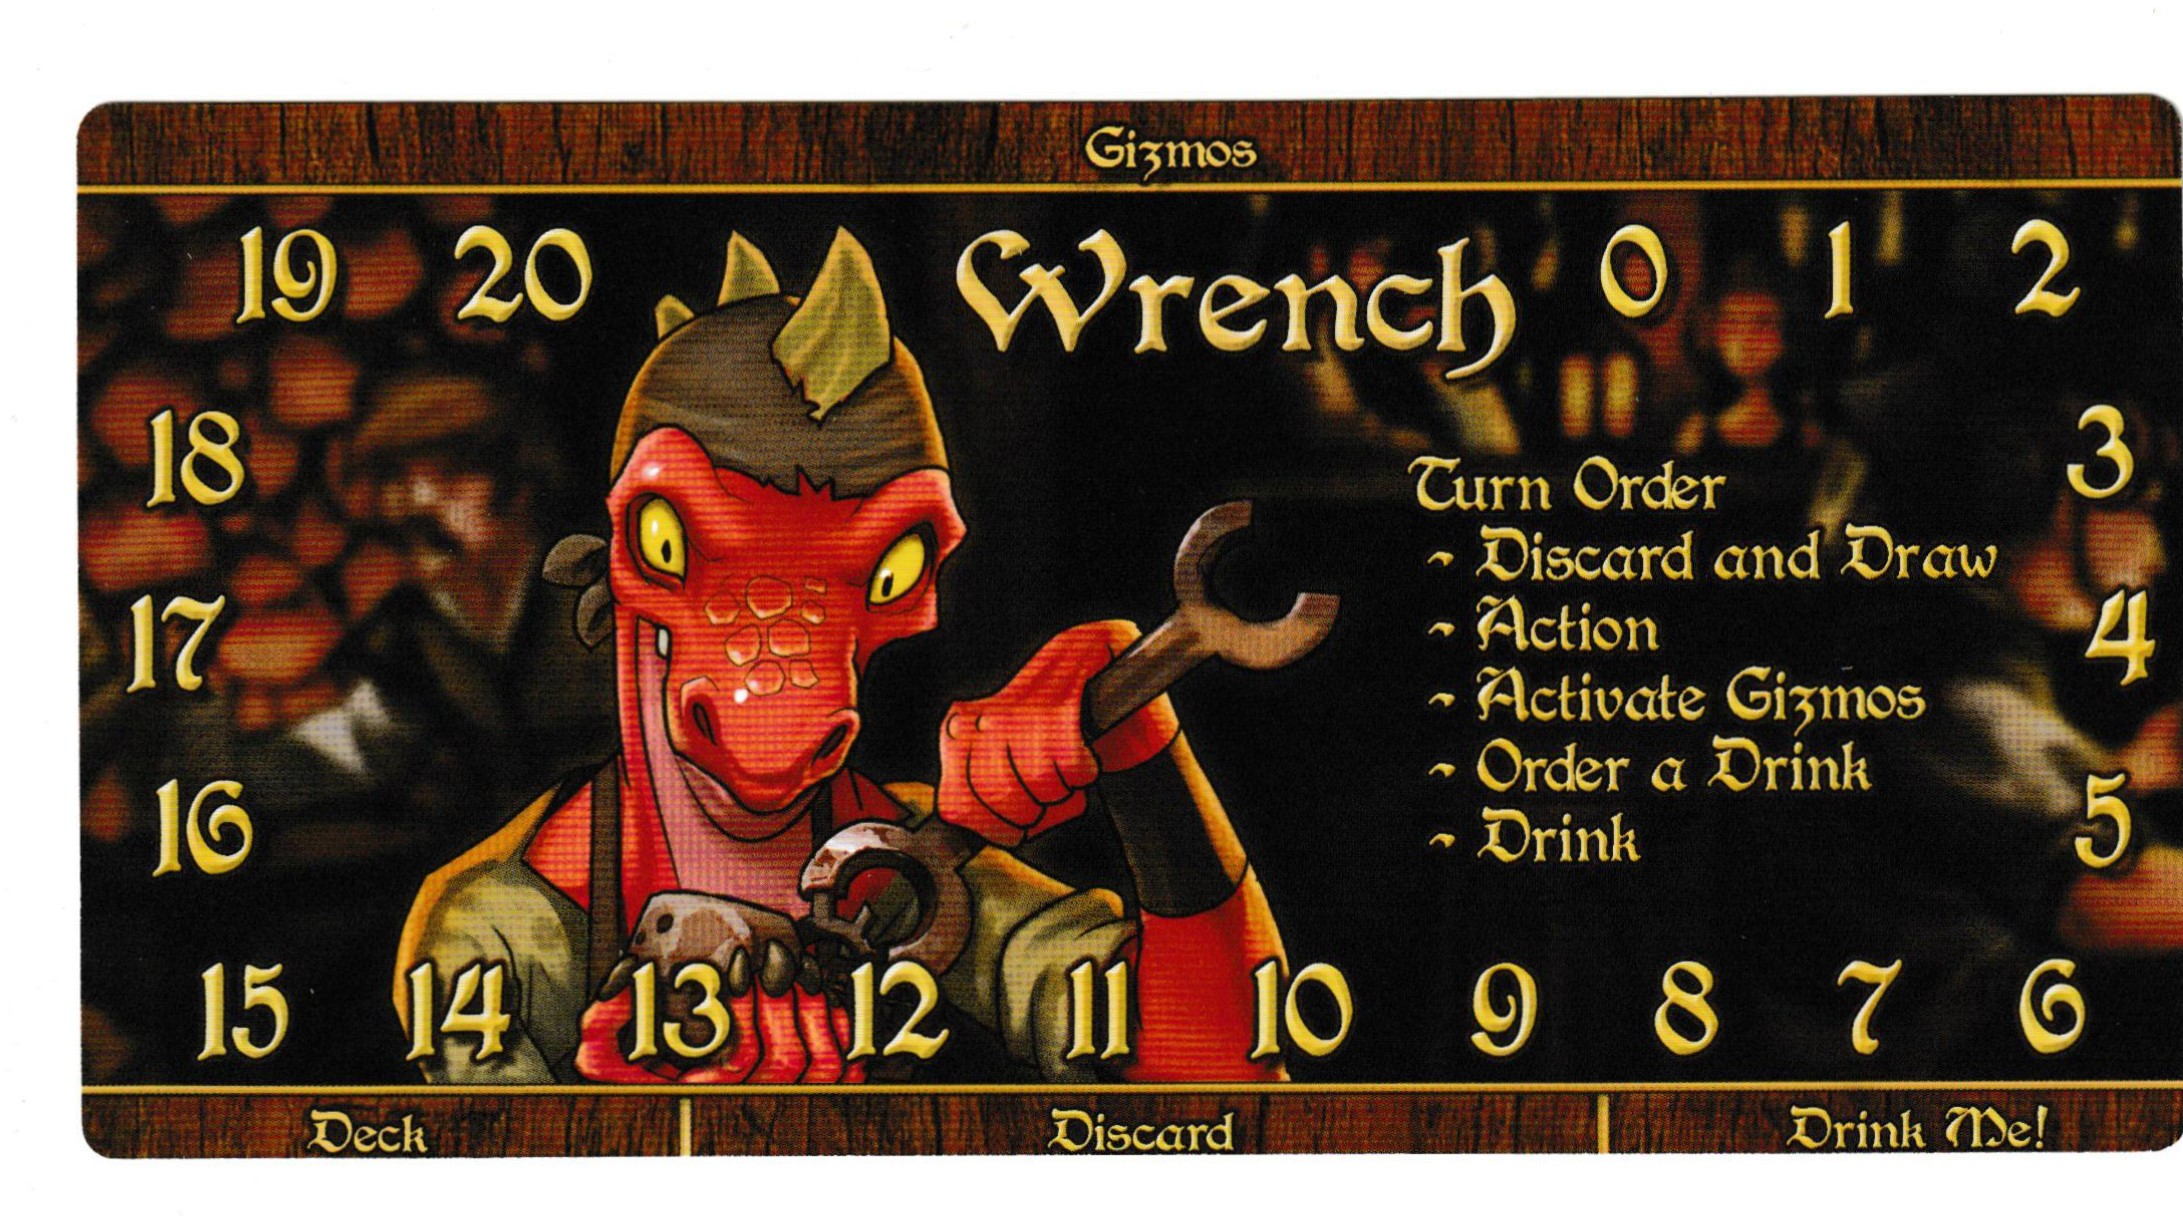 Gizmos
19 20 Wrench 0 1 2
18 3
Turn Order
- Discard and Draw
- Action
17 4
- Activate Gizmos
- Order a Drink
16 5
- Drink
15 14 13 12 11 10 9 8 7 6
Deck Discard Drink Me!